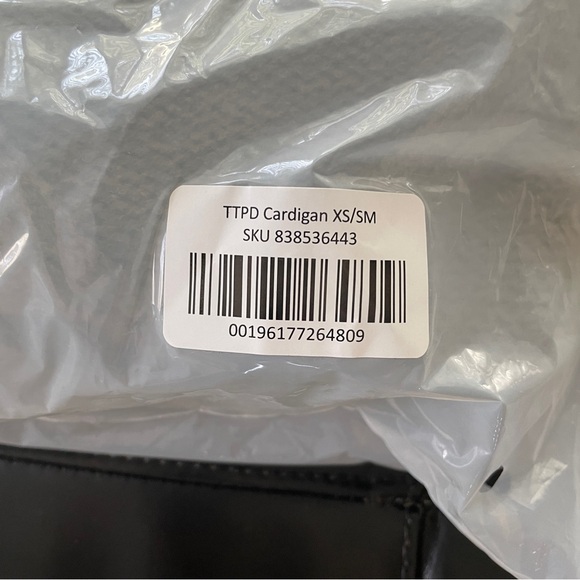 TTPD Cardigan XS/SM
SKU 838536443
00196177264809